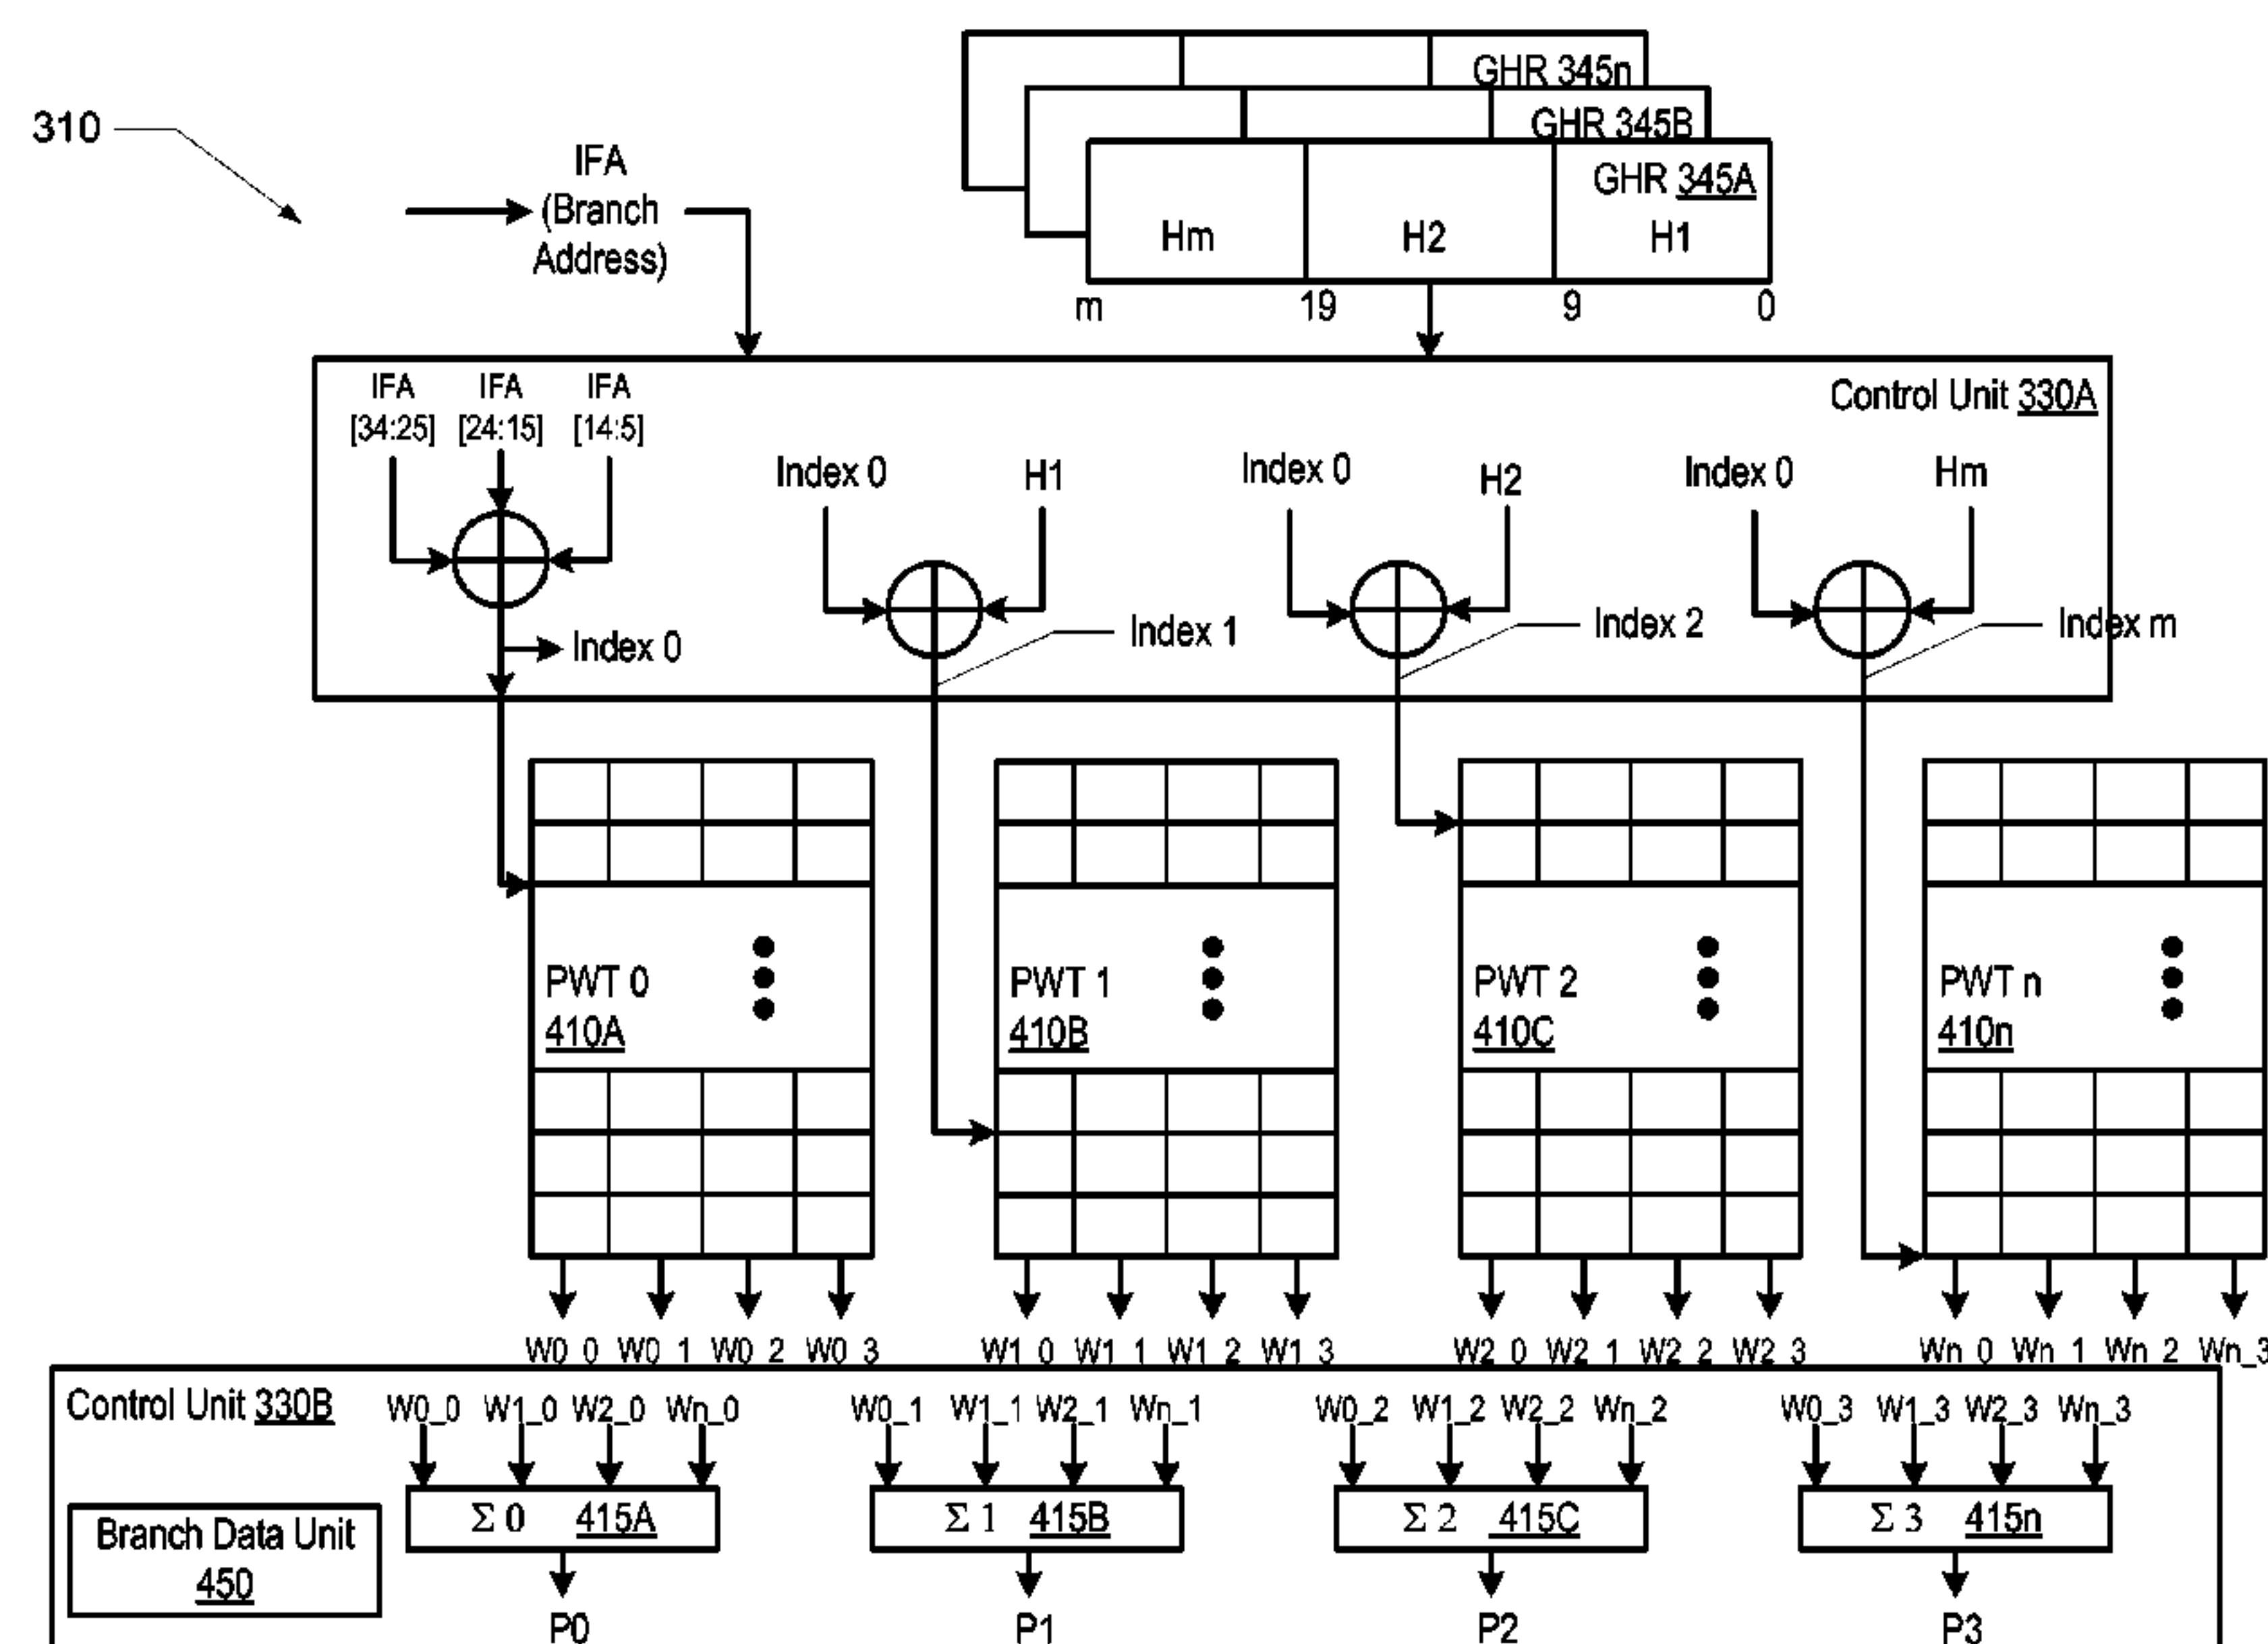 GHR 345n
GHR 345B
GHR 345A
Hm H2 H1
m 19 9 0
310
IFA
(Branch
Address)
Control Unit 330A
IFA IFA IFA
[34:25] [24:15] [14:5]
Index 0 H1 Index 0 H2 Index 0 Hm
Index 0 Index 1 Index 2 Index m
PWT 0 PWT 1 PWT 2 PWT n
410A 410B 410C 410n
W0_0 W0_1 W0_2 W0_3 W1_0 W1_1 W1_2 W1_3 W2_0 W2_1 W2_2 W2_3 Wn_0 Wn_1 Wn_2 Wn_3
Control Unit 330B
W0_0 W1_0 W2_0 Wn_0 W0_1 W1_1 W2_1 Wn_1 W0_2 W1_2 W2_2 Wn_2 W0_3 W1_3 W2_3 Wn_3
Σ 0 415A Σ 1 415B Σ 2 415C Σ 3 415n
Branch Data Unit
450
P0 P1 P2 P3